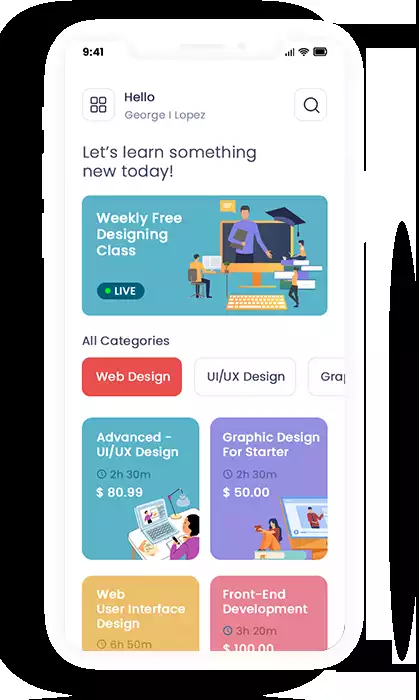 9:41
Hello
George I Lopez
Let's learn something
new today!
Weekly Free
Designing
Class
LIVE
All Categories
Web Design
UI/UX Design
Grap
Advanced -
UI/UX Design
2h 30m
$ 80.99
Graphic Design
For Starter
2h 30m
$ 50.00
Web
User Interface
Design
6h 50m
Front-End
Development
3h 20m
$ 100.00